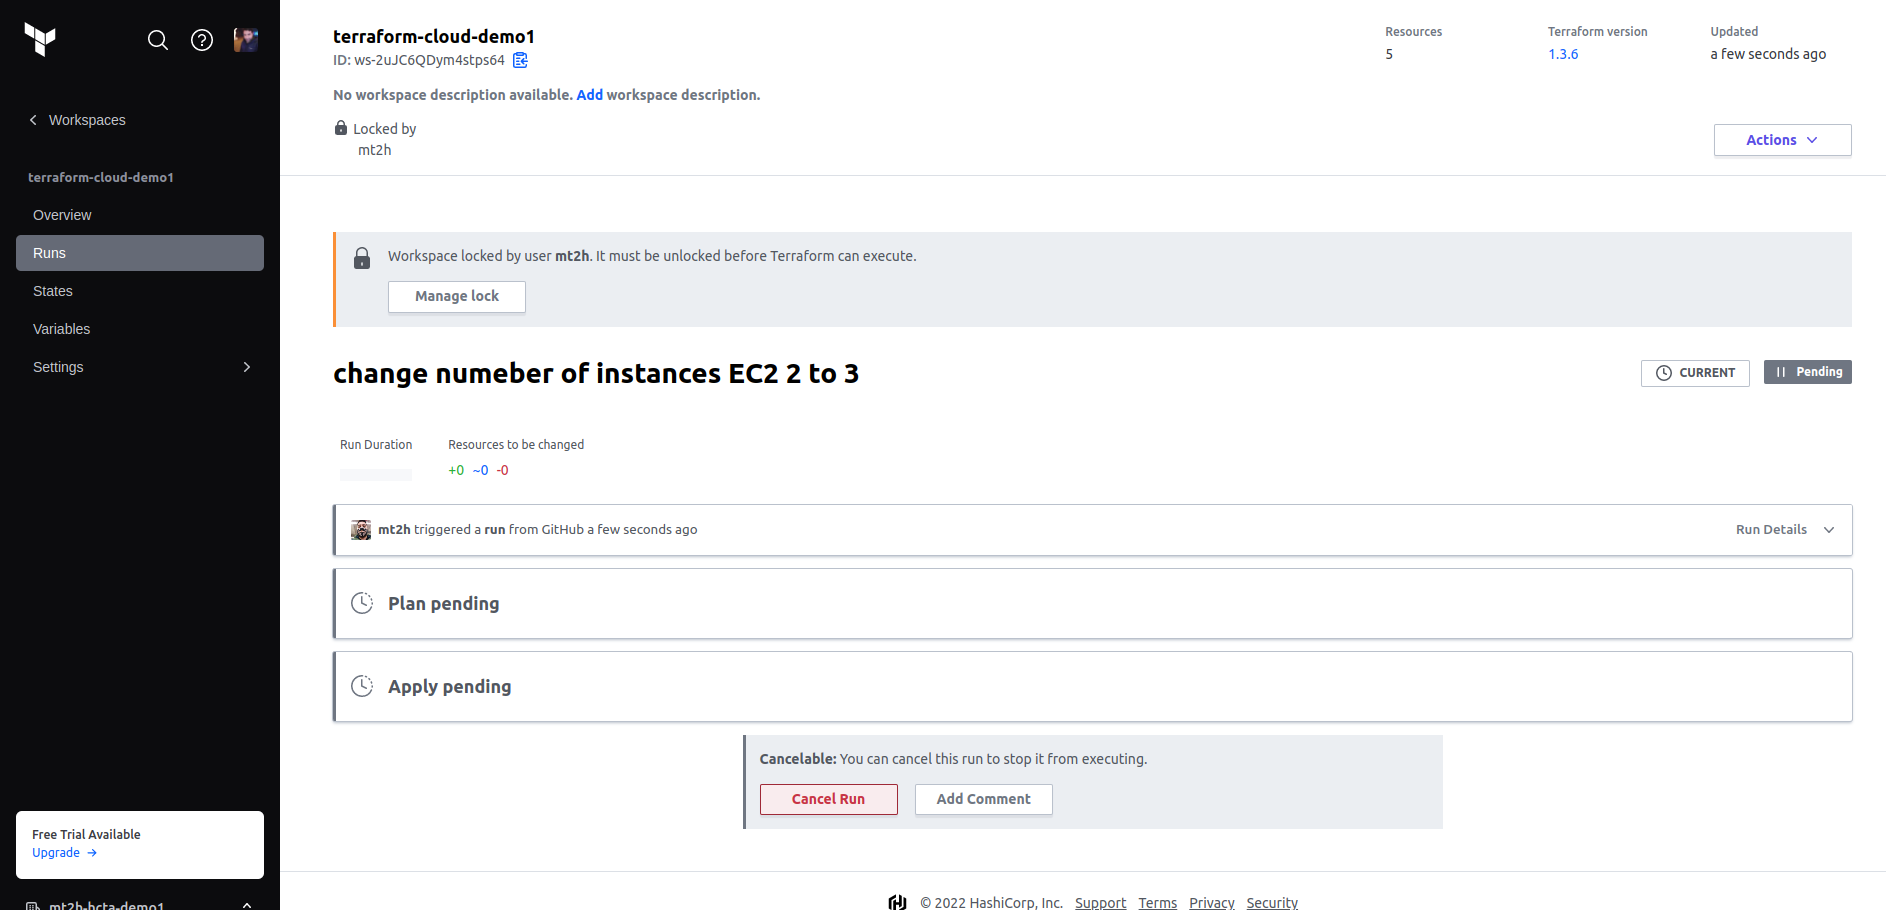 Workspaces
terraform-cloud-demo1
Overview
Runs
States
Variables
Settings
Free Trial Available
Upgrade →
mt2h-hcta-demo1
terraform-cloud-demo1
ID: ws-2uJC6QDym4stps64
No workspace description available. Add workspace description.
Locked by
mt2h
Resources
5
Terraform version
1.3.6
Updated
a few seconds ago
Actions
Workspace locked by user mt2h. It must be unlocked before Terraform can execute.
Manage lock
change numeber of instances EC2 2 to 3
CURRENT
Pending
Run Duration
Resources to be changed
+0 ~0 -0
mt2h triggered a run from GitHub a few seconds ago
Run Details
Plan pending
Apply pending
Cancelable: You can cancel this run to stop it from executing.
Cancel Run
Add Comment
© 2022 HashiCorp, Inc. Support Terms Privacy Security